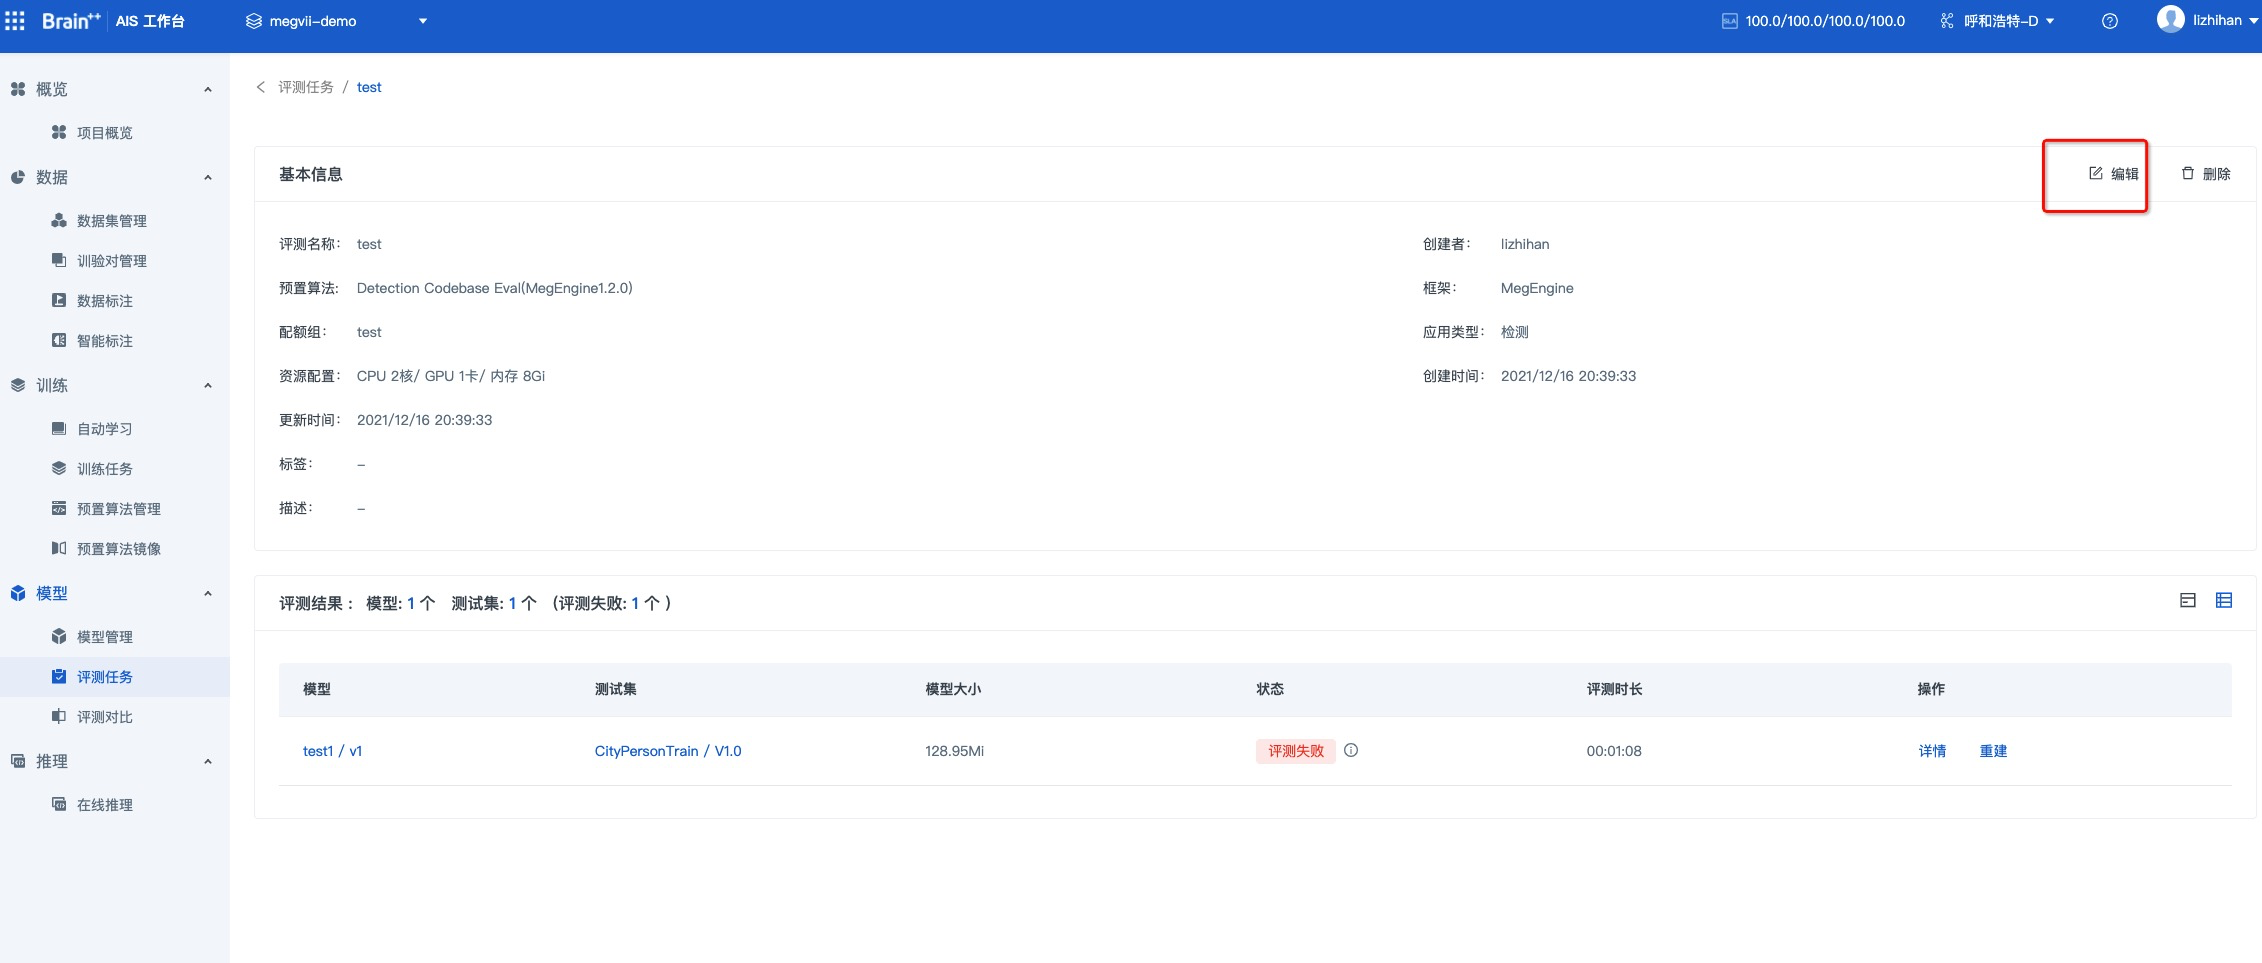 Brain++ AIS 工作台 megvii-demo SLA 100.0/100.0/100.0/100.0 呼和浩特-D lizhihan
概览
项目概览
数据
数据集管理
训验对管理
数据标注
智能标注
训练
自动学习
训练任务
预置算法管理
预置算法镜像
模型
模型管理
评测任务
评测对比
推理
在线推理
评测任务 / test
基本信息 编辑 删除
评测名称: test 创建者: lizhihan
预置算法: Detection Codebase Eval(MegEngine1.2.0) 框架: MegEngine
配额组: test 应用类型: 检测
资源配置: CPU 2核/ GPU 1卡/ 内存 8Gi 创建时间: 2021/12/16 20:39:33
更新时间: 2021/12/16 20:39:33
标签: –
描述: –
评测结果: 模型: 1 个 测试集: 1 个 (评测失败: 1 个 )
模型 测试集 模型大小 状态 评测时长 操作
test1 / v1 CityPersonTrain / V1.0 128.95Mi 评测失败 00:01:08 详情 重建